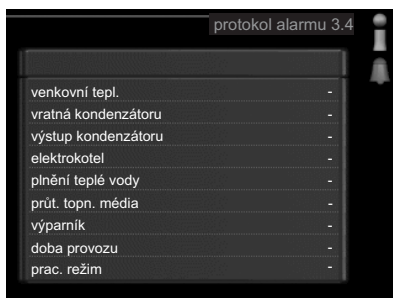 protokol alarmu 3.4
venkovní tepl. -
vratná kondenzátoru -
výstup kondenzátoru -
elektrokotel -
plnění teplé vody -
průt. topn. média -
výparník -
doba provozu -
prac. režim -